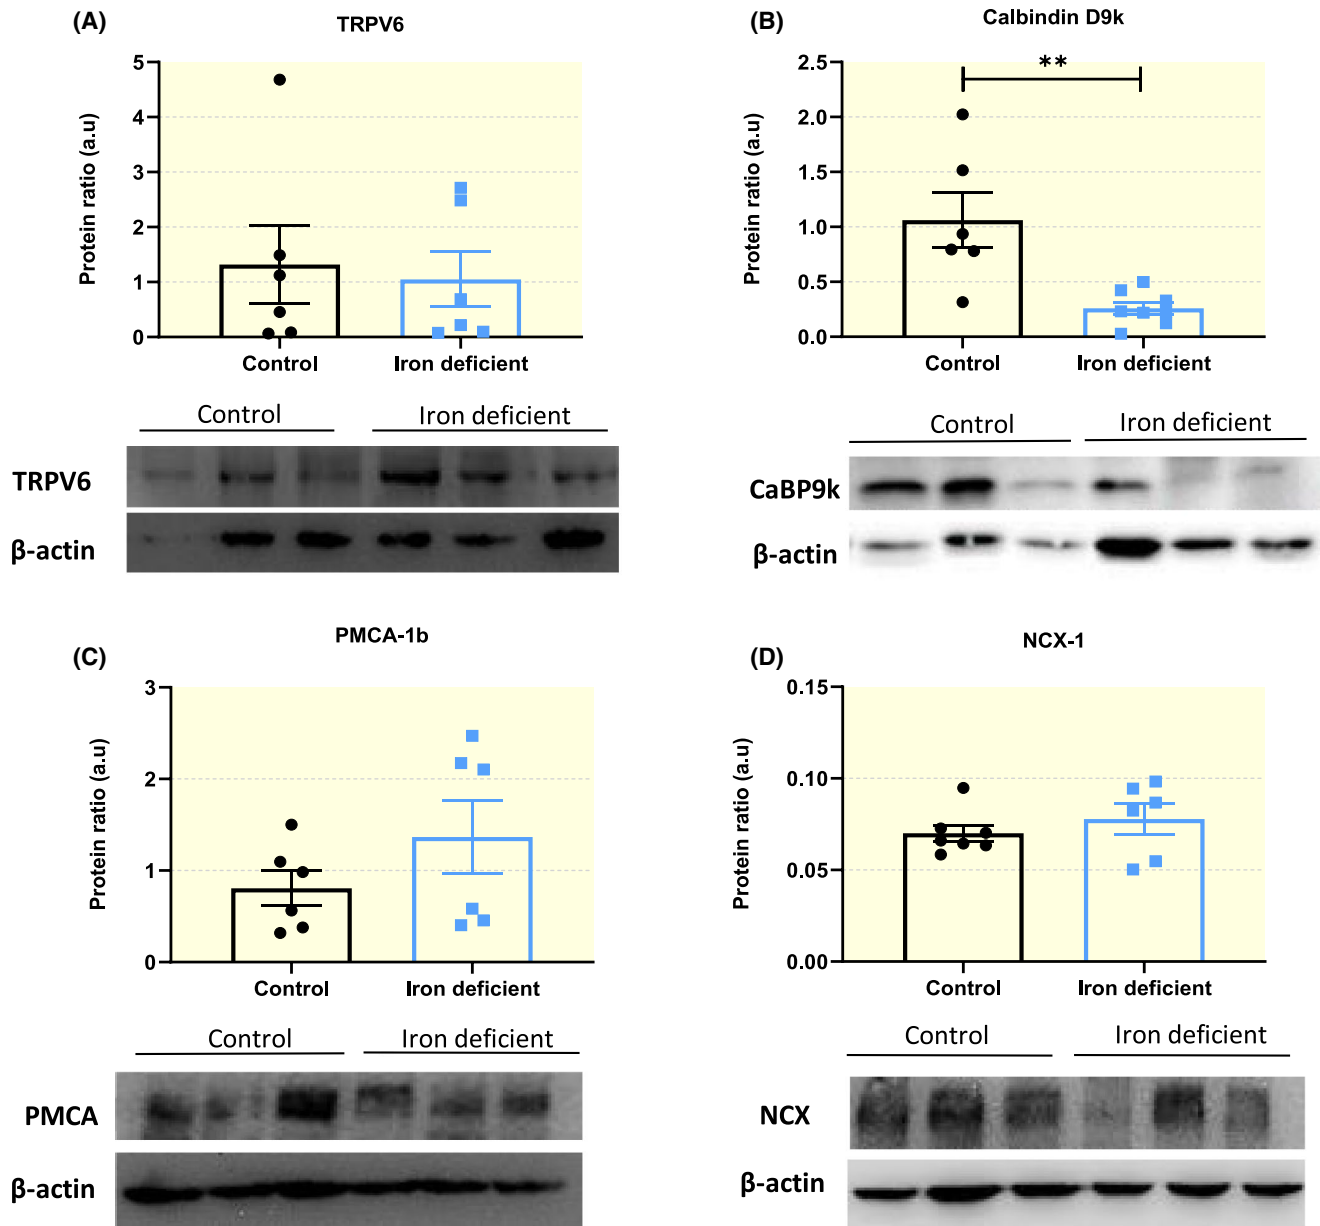 (A)
TRPV6
Protein ratio (a.u)
5
4
3
2
1
0
Control
Iron deficient
Control
Iron deficient
TRPV6
β-actin
(B)
Calbindin D9k
Protein ratio (a.u)
2.5
2.0
1.5
1.0
0.5
0.0
**
Control
Iron deficient
Control
Iron deficient
CaBP9k
β-actin
(C)
PMCA-1b
Protein ratio (a.u)
3
2
1
0
Control
Iron deficient
Control
Iron deficient
PMCA
β-actin
(D)
NCX-1
Protein ratio (a.u)
0.15
0.10
0.05
0.00
Control
Iron deficient
Control
Iron deficient
NCX
β-actin